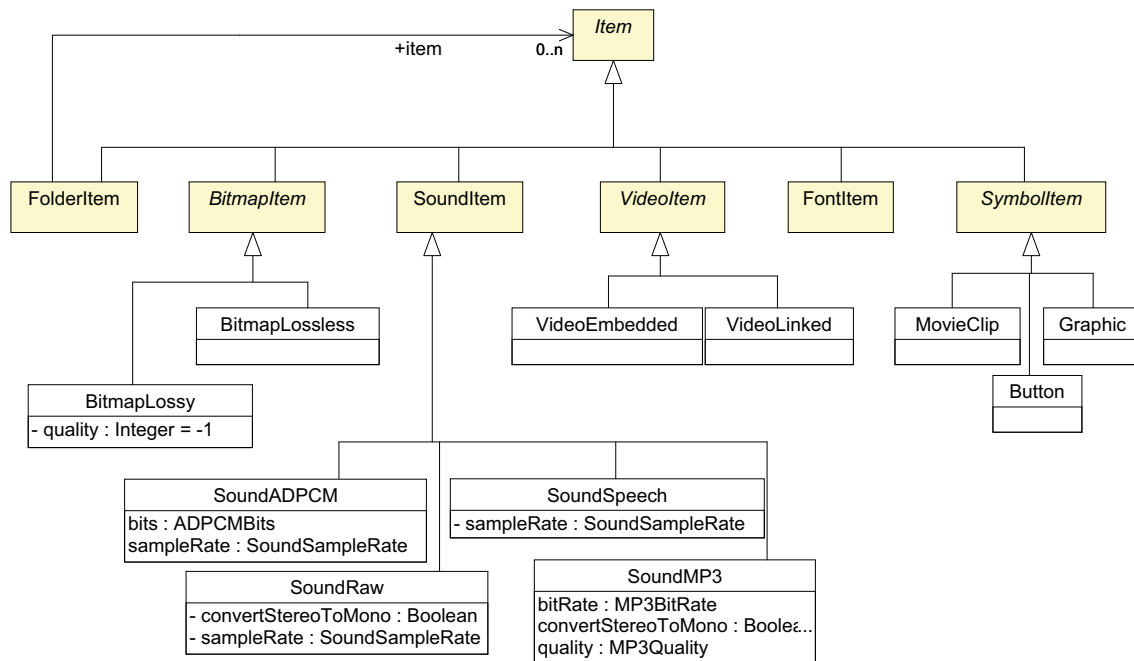 Item
+item
0..n
FolderItem
BitmapItem
SoundItem
VideoItem
FontItem
SymbolItem
BitmapLossless
VideoEmbedded
VideoLinked
MovieClip
Graphic
BitmapLossy
- quality : Integer = -1
Button
SoundADPCM
bits : ADPCMBits
sampleRate : SoundSampleRate
SoundSpeech
- sampleRate : SoundSampleRate
SoundRaw
- convertStereoToMono : Boolean
- sampleRate : SoundSampleRate
SoundMP3
bitRate : MP3BitRate
convertStereoToMono : Boolea...
quality : MP3Quality